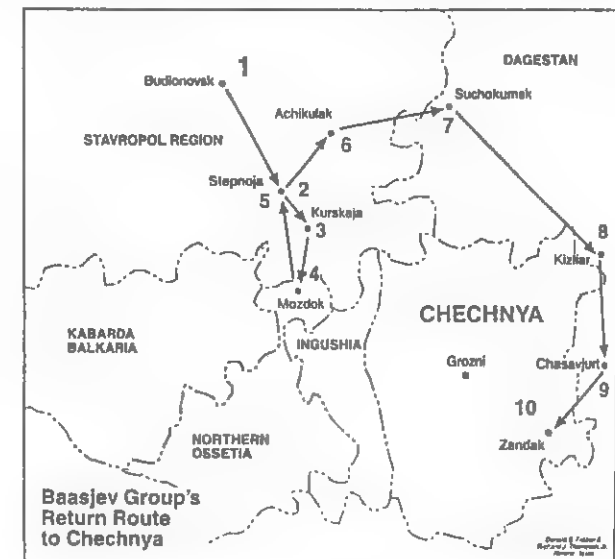 DAGESTAN
1
Budionovsk
Suchokumsk
Achikulak
7
STAVROPOL REGION
6
Stepnoja
2
5
Kurskaja
3
8
4
Kizliar
Mozdok
CHECHNYA
KABARDA
BALKARIA
INGUSHIA
Grozni
Chasavjurt
9
10
NORTHERN
OSSETIA
Zandak
Baasjev Group's
Return Route
to Chechnya